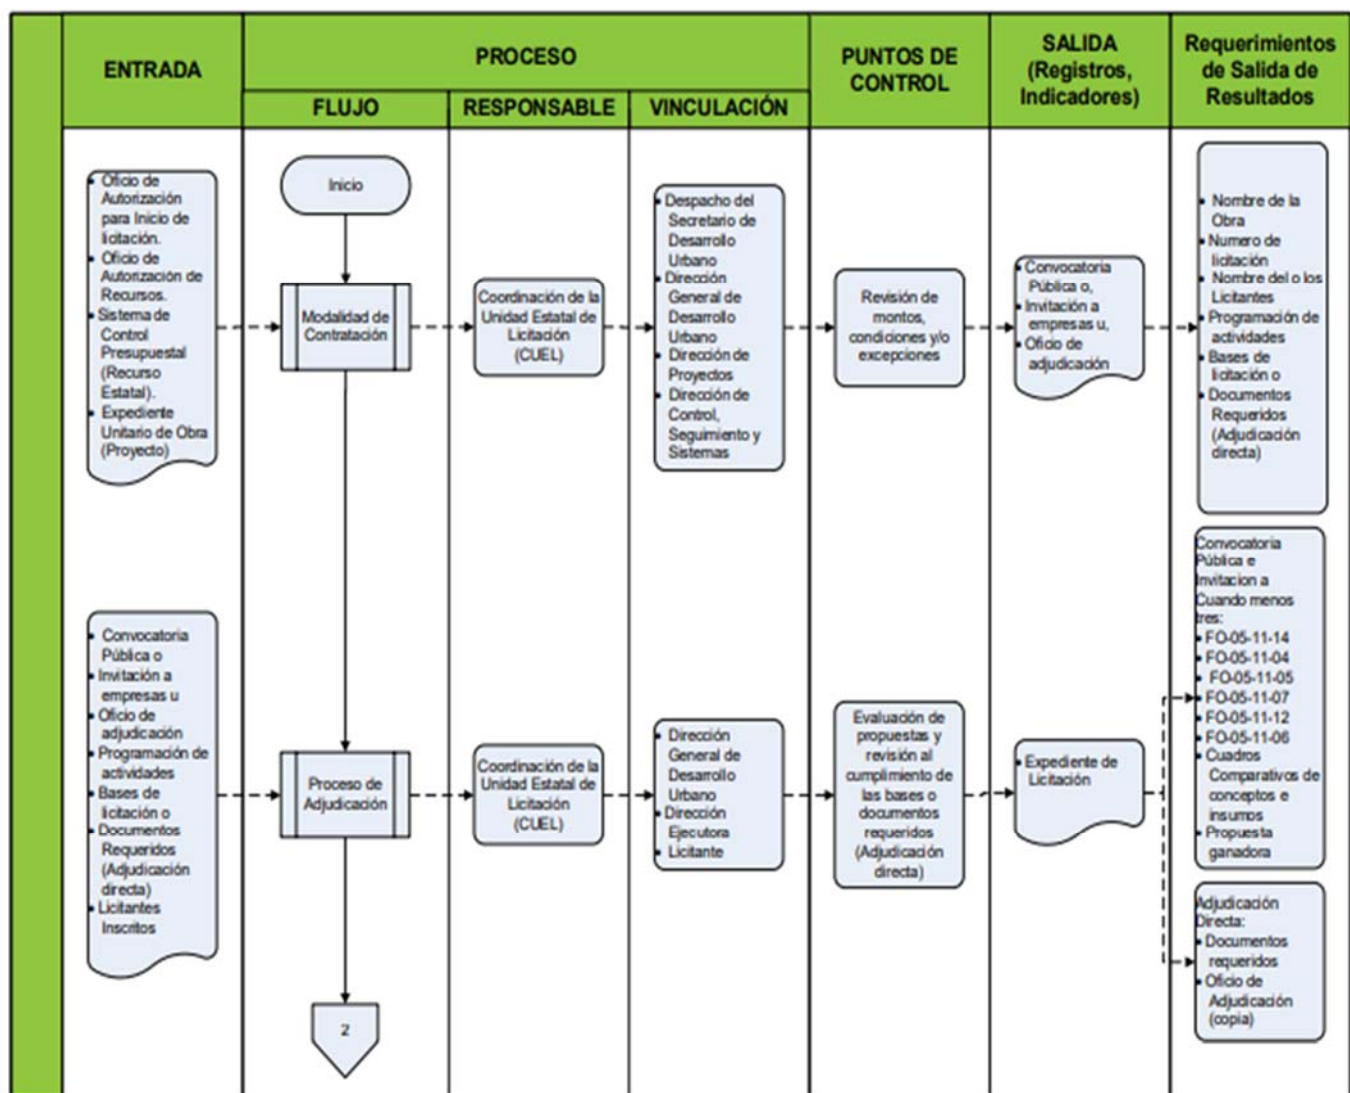 ENTRADA
PROCESO
FLUJO
RESPONSABLE
VINCULACIÓN
PUNTOS DE
CONTROL
SALIDA
(Registros,
Indicadores)
Requerimientos
de Salida de
Resultados
• Oficio de
Autorización
para Inicio de
licitación.
• Oficio de
Autorización de
Recursos.
• Sistema de
Control
Presupuestal
(Recurso
Estatal).
• Expediente
Unitario de Obra
(Proyecto)
Inicio
Modalidad de
Contratación
Coordinación de la
Unidad Estatal de
Licitación
(CUEL)
• Despacho del
Secretario de
Desarrollo
Urbano
• Dirección
General de
Desarrollo
Urbano
• Dirección de
Proyectos
• Dirección de
Control,
Seguimiento y
Sistemas
Revisión de
montos,
condiciones y/o
excepciones
• Convocatoria
Pública o,
• Invitación a
empresas u,
• Oficio de
adjudicación
• Nombre de la
Obra
• Numero de
licitación
• Nombre del o los
Licitantes
• Programación de
actividades
• Bases de
licitación o
• Documentos
Requeridos
(Adjudicación
directa)
• Convocatoria
Pública o
• Invitación a
empresas u
• Oficio de
adjudicación
• Programación de
actividades
• Bases de
licitación o
• Documentos
Requeridos
(Adjudicación
directa)
• Licitantes
Inscritos
Proceso de
Adjudicación
Coordinación de la
Unidad Estatal de
Licitación
(CUEL)
• Dirección
General de
Desarrollo
Urbano
• Dirección
Ejecutora
• Licitante
Evaluación de
propuestas y
revisión al
cumplimiento de
las bases o
documentos
requeridos
(Adjudicación
directa)
• Expediente de
Licitación
Convocatoria
Pública e
Invitacion a
Cuando menos
tres:
• FO-05-11-14
• FO-05-11-04
• FO-05-11-05
• FO-05-11-07
• FO-05-11-12
• FO-05-11-06
• Cuadros
Comparativos de
conceptos e
insumos
• Propuesta
ganadora
Adjudicación
Directa:
• Documentos
requeridos
• Oficio de
Adjudicación
(copia)
2